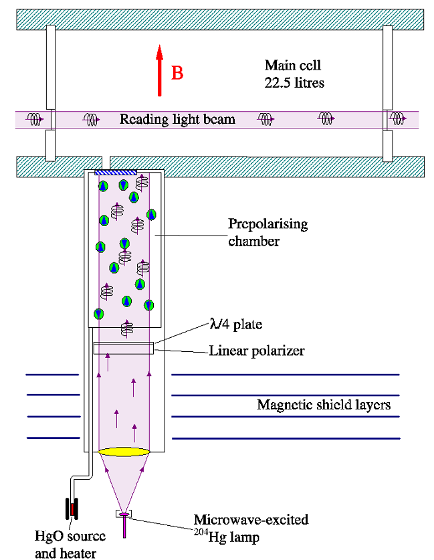 Main cell
22.5 litres
B
Reading light beam
Prepolarising
chamber
λ/4 plate
Linear polarizer
Magnetic shield layers
Microwave-excited
204Hg lamp
HgO source
and heater